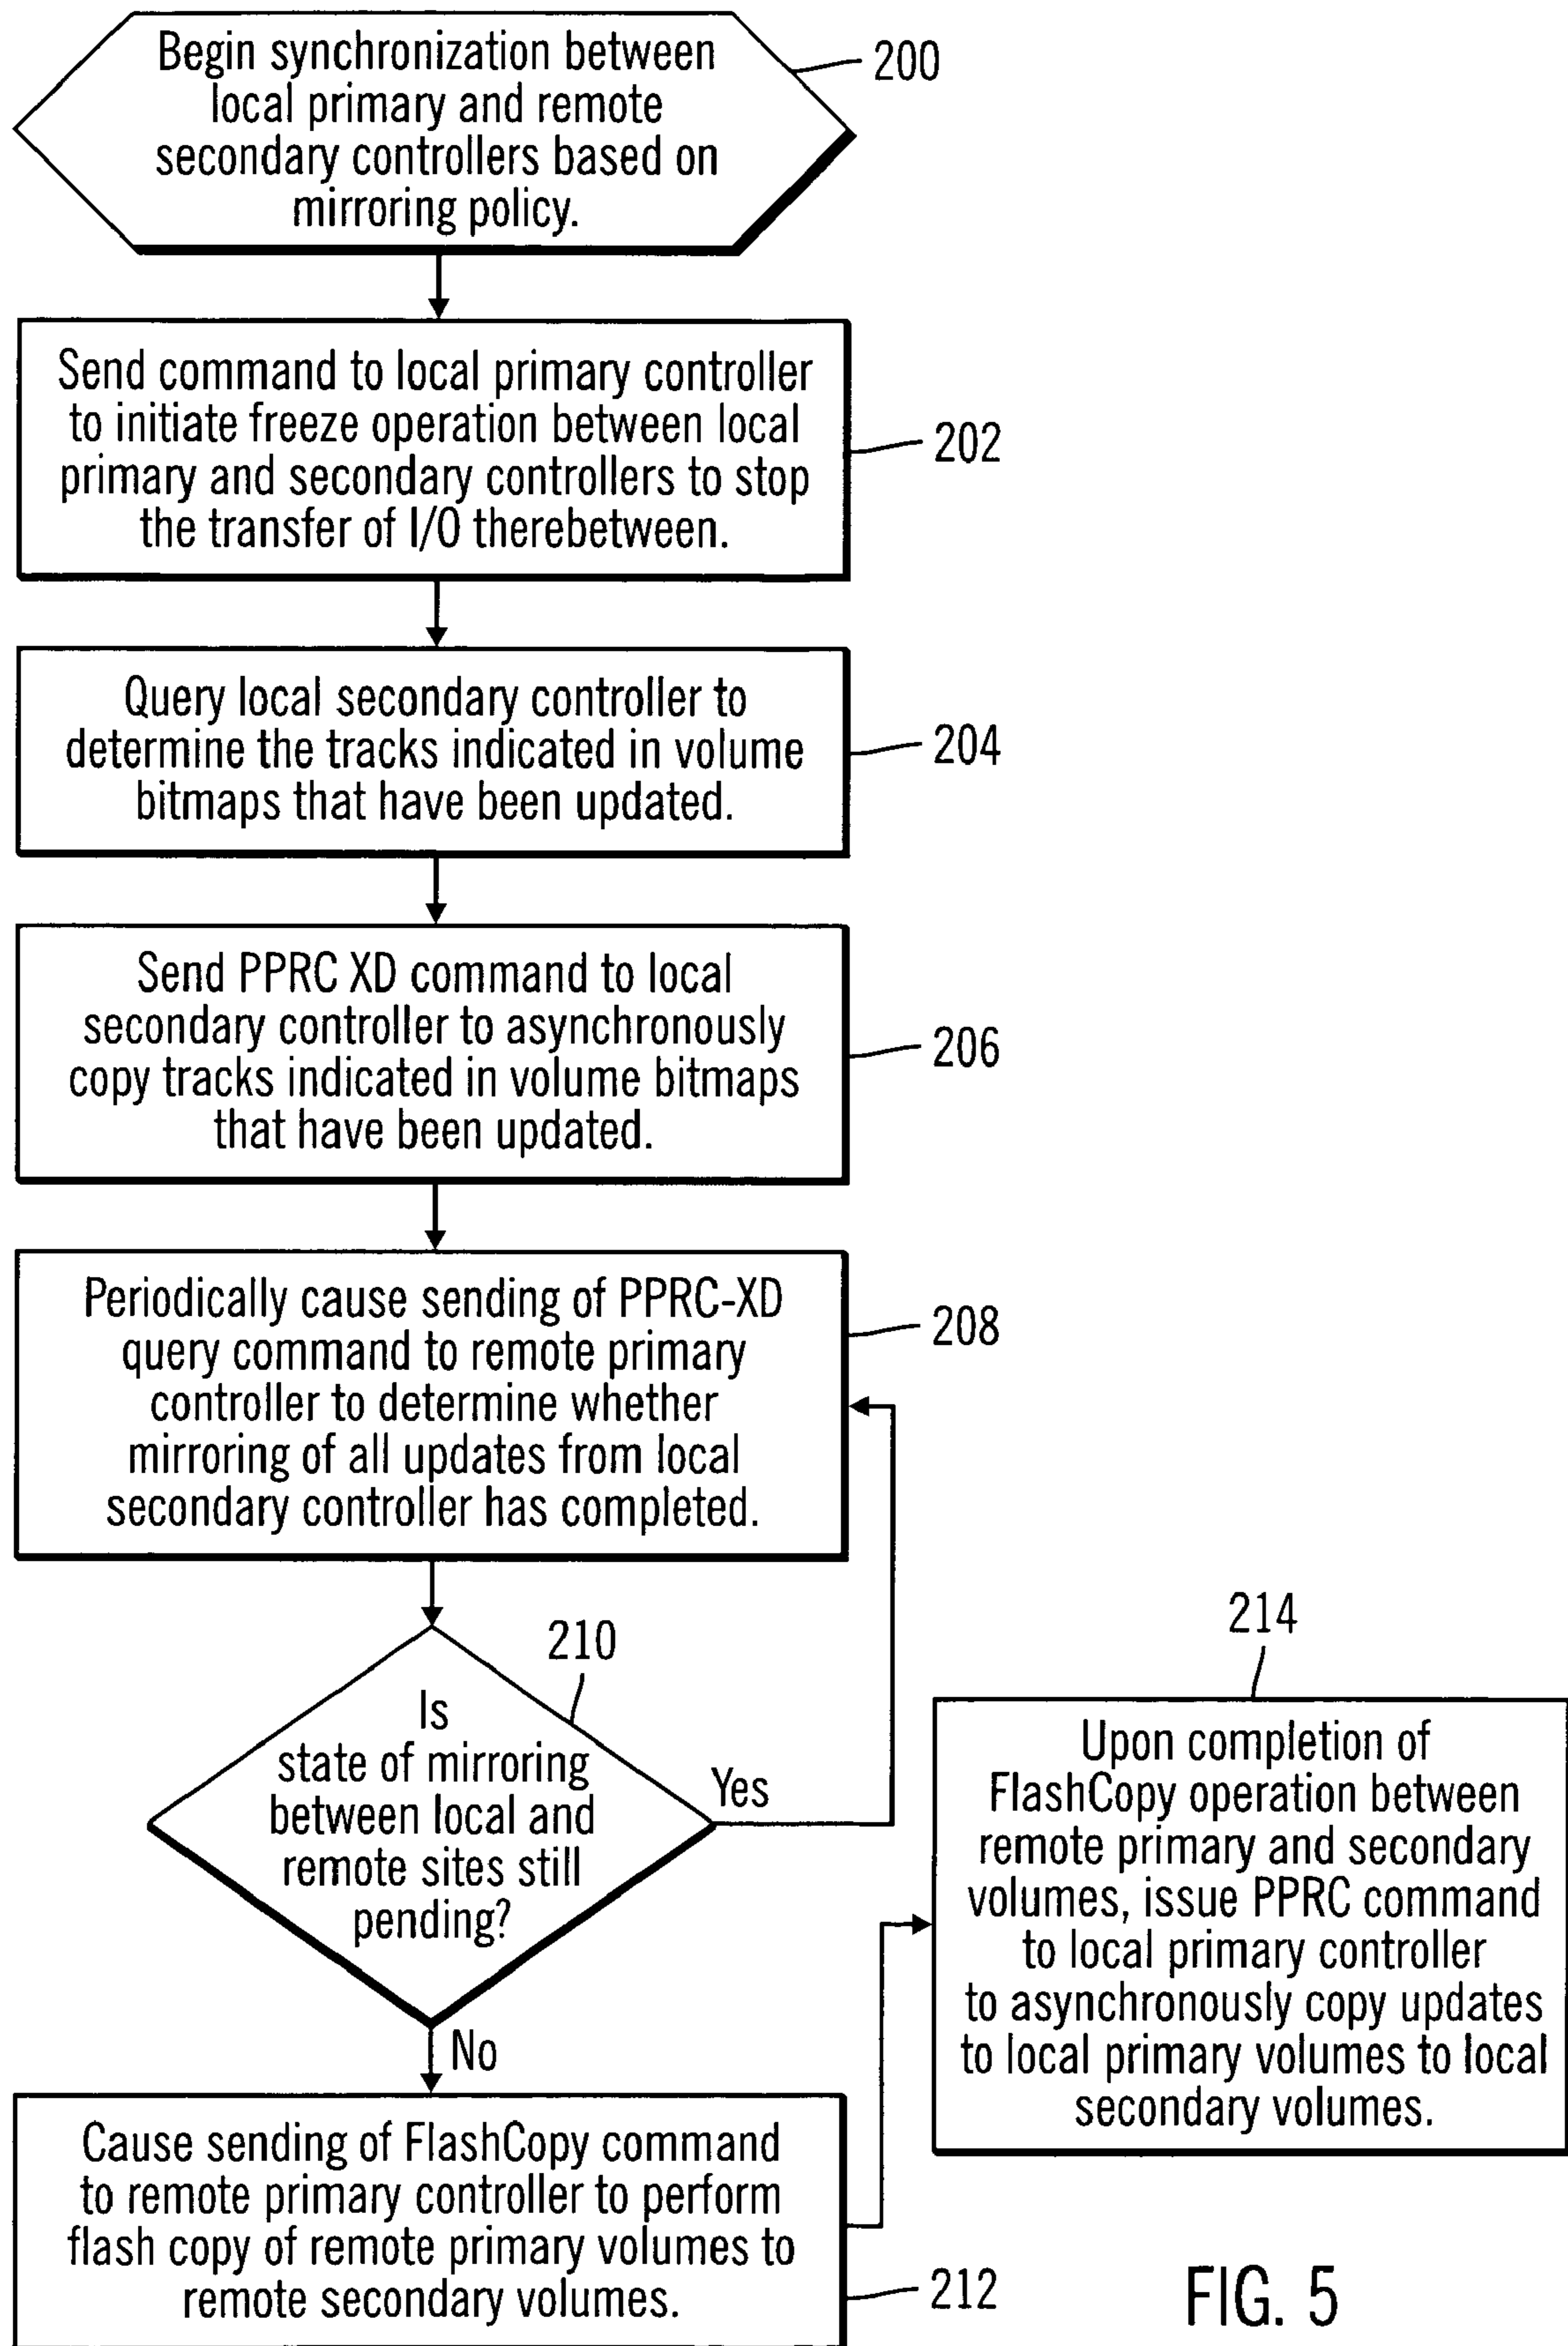 Begin synchronization between
local primary and remote
secondary controllers based on
mirroring policy.
200
Send command to local primary controller
to initiate freeze operation between local
primary and secondary controllers to stop
the transfer of I/O therebetween.
202
Query local secondary controller to
determine the tracks indicated in volume
bitmaps that have been updated.
204
Send PPRC XD command to local
secondary controller to asynchronously
copy tracks indicated in volume bitmaps
that have been updated.
206
Periodically cause sending of PPRC-XD
query command to remote primary
controller to determine whether
mirroring of all updates from local
secondary controller has completed.
208
210
Is
state of mirroring
between local and
remote sites still
pending?
Yes
No
Cause sending of FlashCopy command
to remote primary controller to perform
flash copy of remote primary volumes to
remote secondary volumes.
212
214
Upon completion of
FlashCopy operation between
remote primary and secondary
volumes, issue PPRC command
to local primary controller
to asynchronously copy updates
to local primary volumes to local
secondary volumes.
FIG. 5